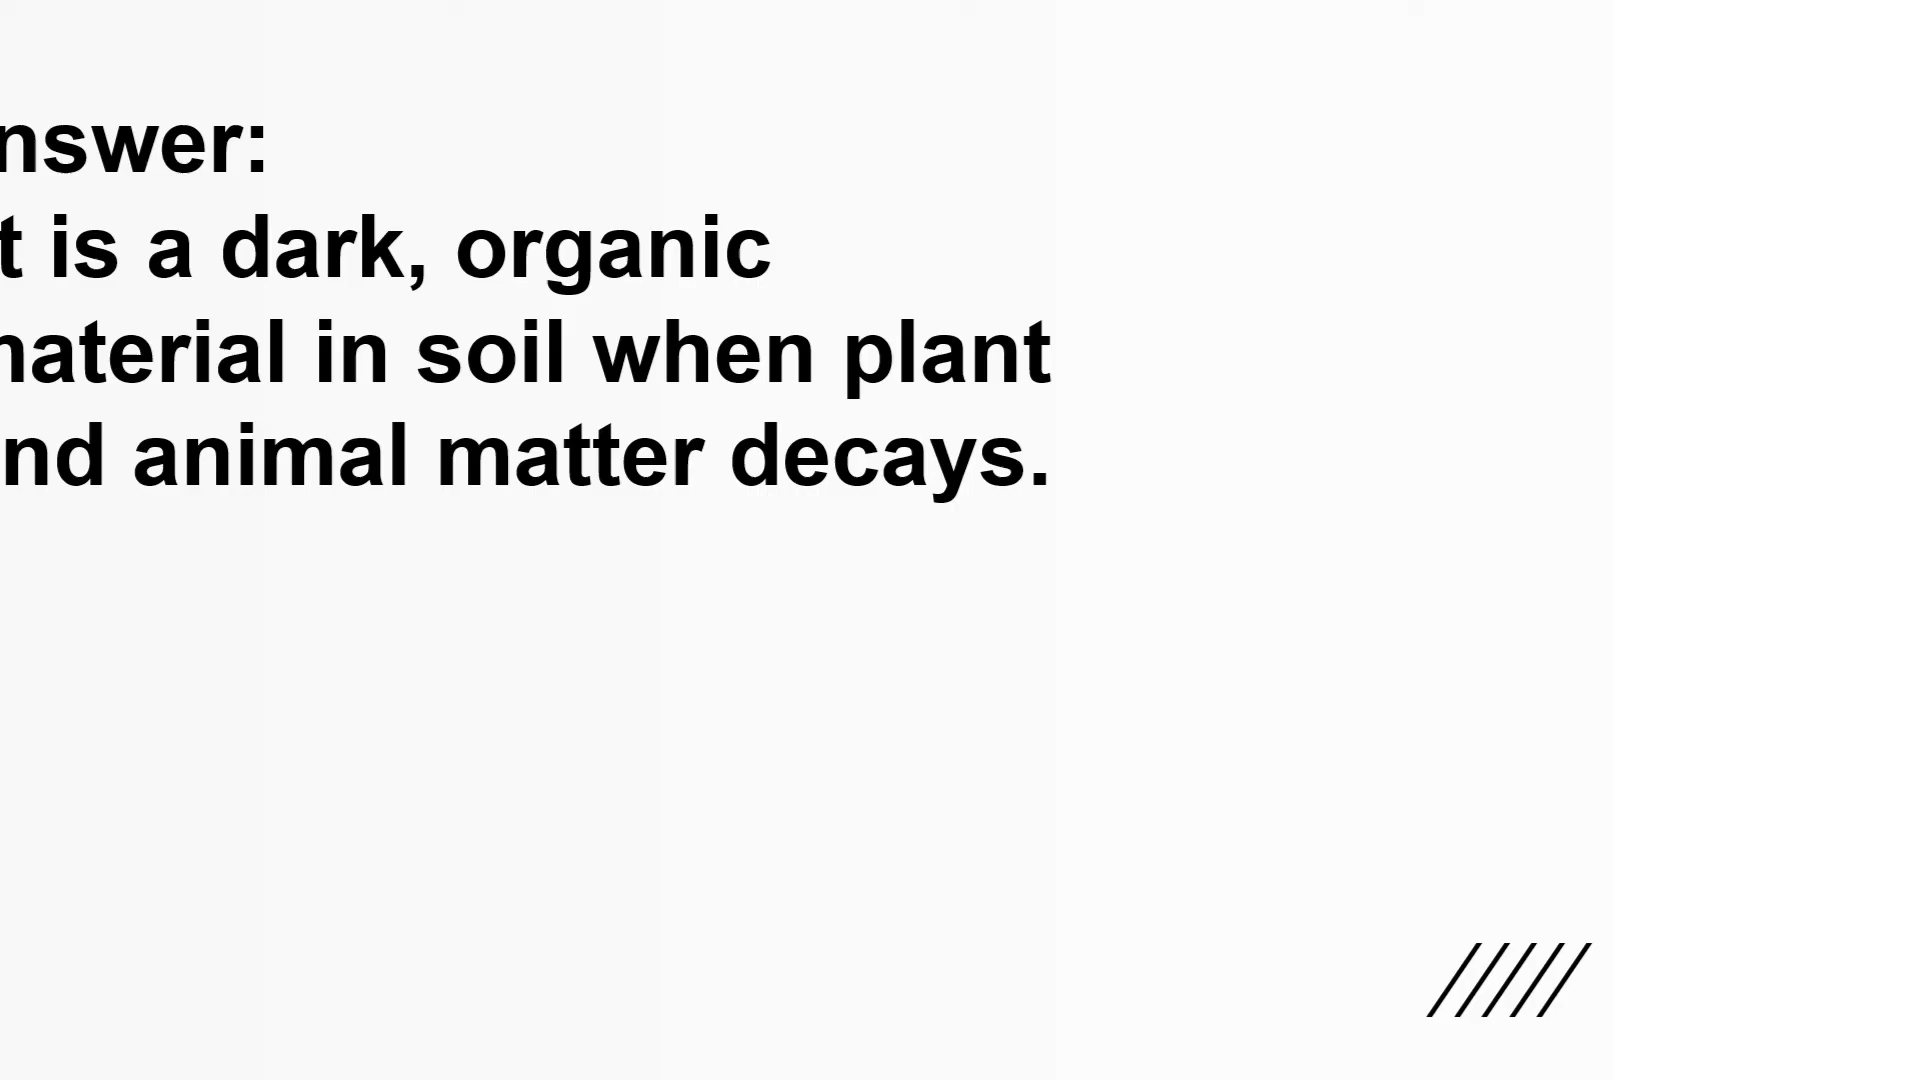 nswer:
t is a dark, organic
naterial in soil when plant
nd animal matter decays.